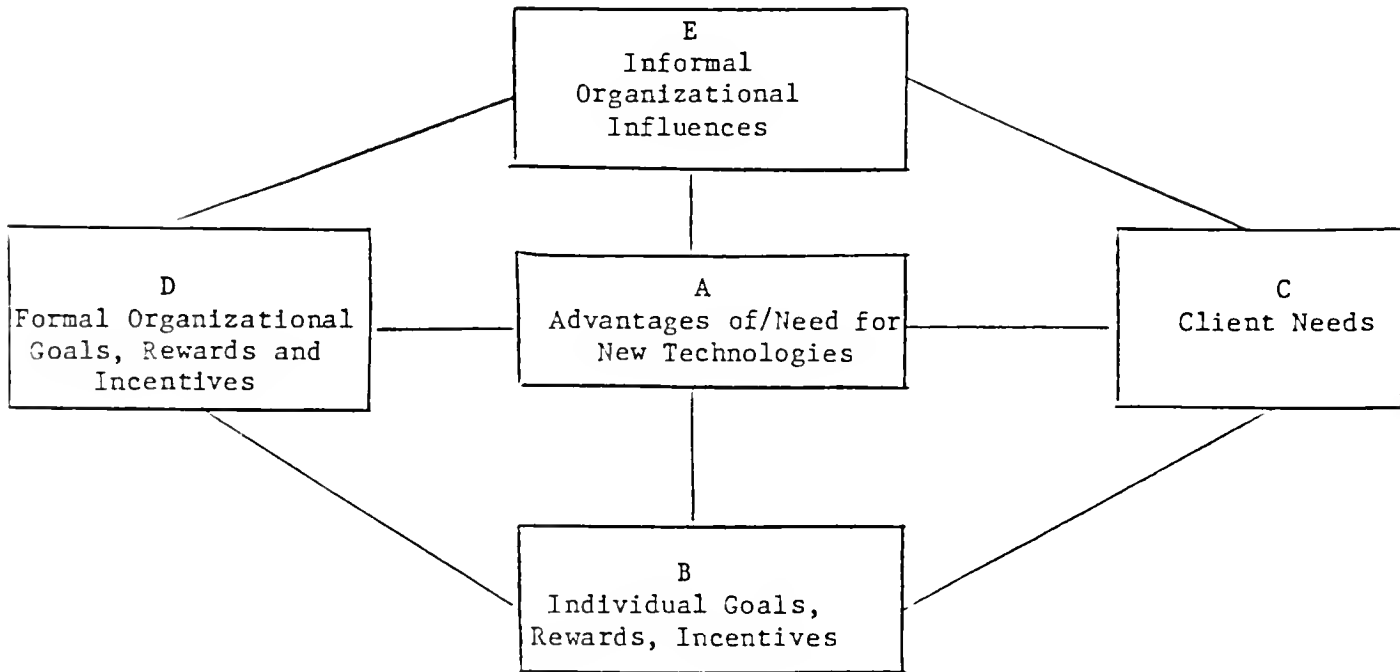 E
Informal
Organizational
Influences
D
Formal Organizational
Goals, Rewards and
Incentives
A
Advantages of/Need for
New Technologies
C
Client Needs
B
Individual Goals,
Rewards, Incentives